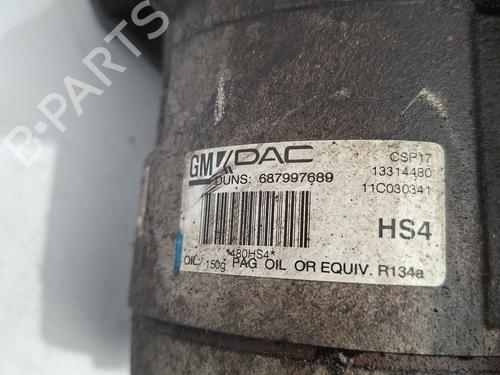 GM DAC
DUNS: 687997689
CSP17
13314480
11C030341
HS4
*480HS4*
OIL: 150g PAG OIL OR EQUIV. R134a
B-PARTS